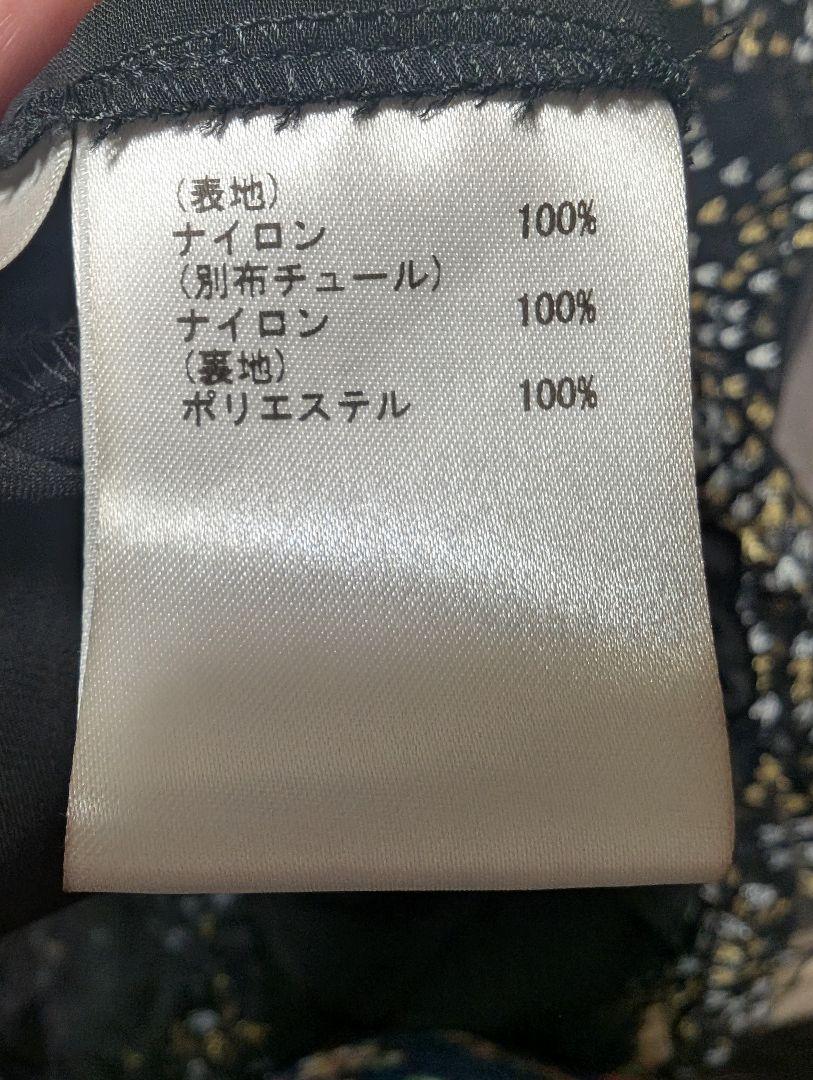 (表地)
ナイロン 100%
(別布チュール)
ナイロン 100%
(裏地)
ポリエステル 100%